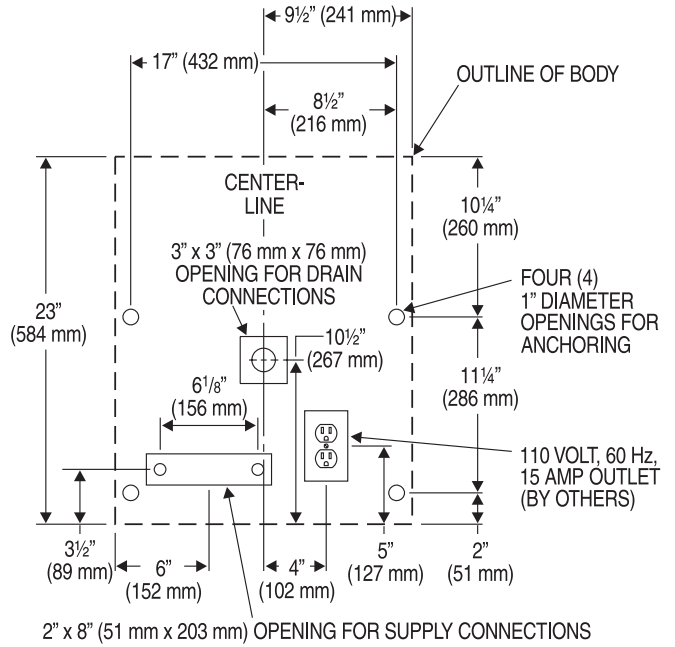 9½” (241 mm)
17” (432 mm)
OUTLINE OF BODY
8½”
(216 mm)
CENTER-
LINE
10¼”
(260 mm)
3” x 3” (76 mm x 76 mm)
OPENING FOR DRAIN
CONNECTIONS
FOUR (4)
1” DIAMETER
OPENINGS FOR
ANCHORING
23”
(584 mm)
10½”
(267 mm)
6⅛”
(156 mm)
11¼”
(286 mm)
110 VOLT, 60 Hz,
15 AMP OUTLET
(BY OTHERS)
3½”
(89 mm)
6”
(152 mm)
4”
(102 mm)
5”
(127 mm)
2”
(51 mm)
2” x 8” (51 mm x 203 mm) OPENING FOR SUPPLY CONNECTIONS